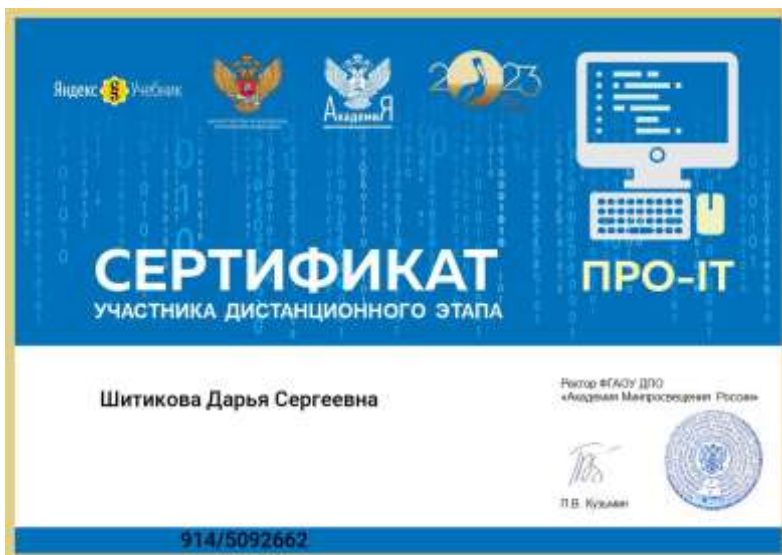 Яндекс Учебник
АкадемиЯ
2023
СЕРТИФИКАТ
УЧАСТНИКА ДИСТАНЦИОННОГО ЭТАПА
ПРО-IT
Шитикова Дарья Сергеевна
Ректор ФГАОУ ДПО
«Академия Минпросвещения России»
П.В. Кузьмин
914/5092662